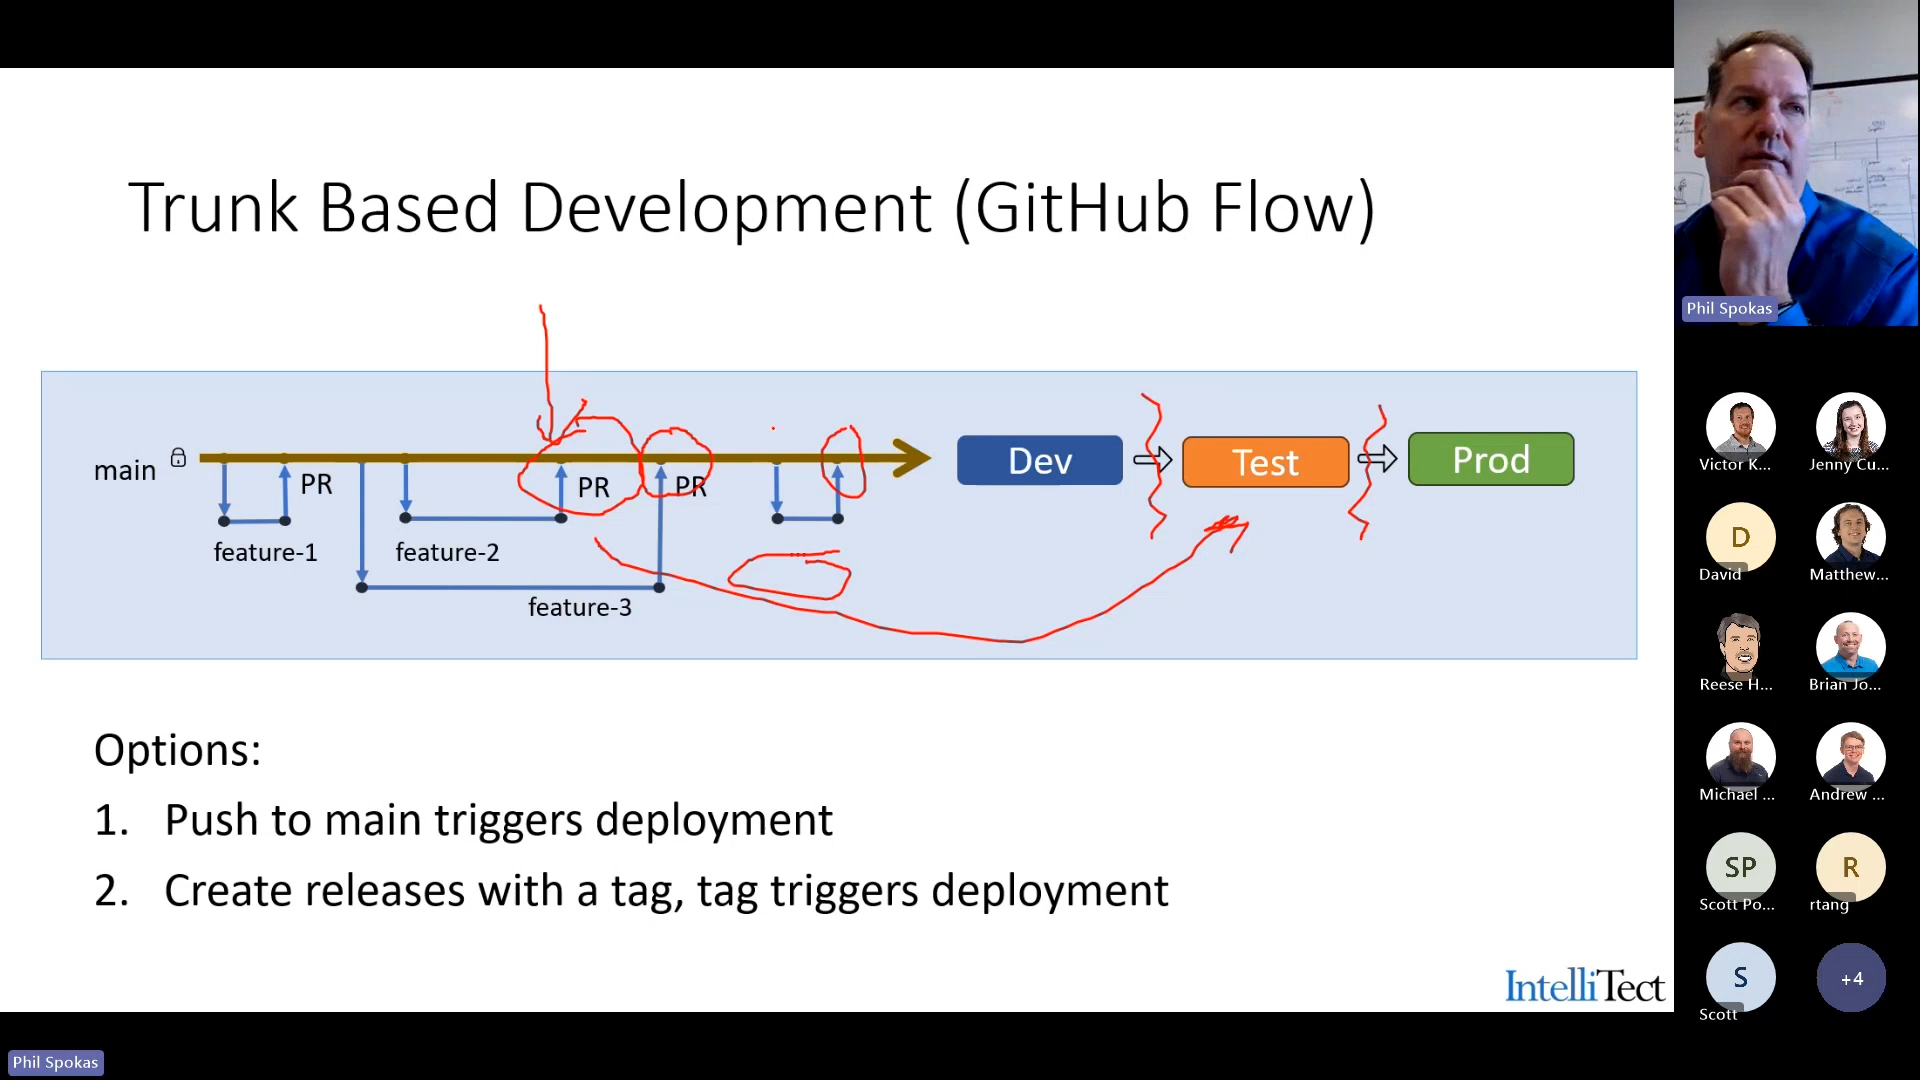 Trunk Based Development (GitHub Flow)
main
PR
PR
PR
feature-1
feature-2
feature-3
Dev
Test
Prod
Options:
1. Push to main triggers deployment
2. Create releases with a tag, tag triggers deployment
IntelliTect
Phil Spokas
Phil Spokas
Victor K...
Jenny Cu...
D
David
Matthew...
Reese H...
Brian Jo...
Michael ...
Andrew ...
SP
Scott Po...
R
rtang
S
Scott
+4